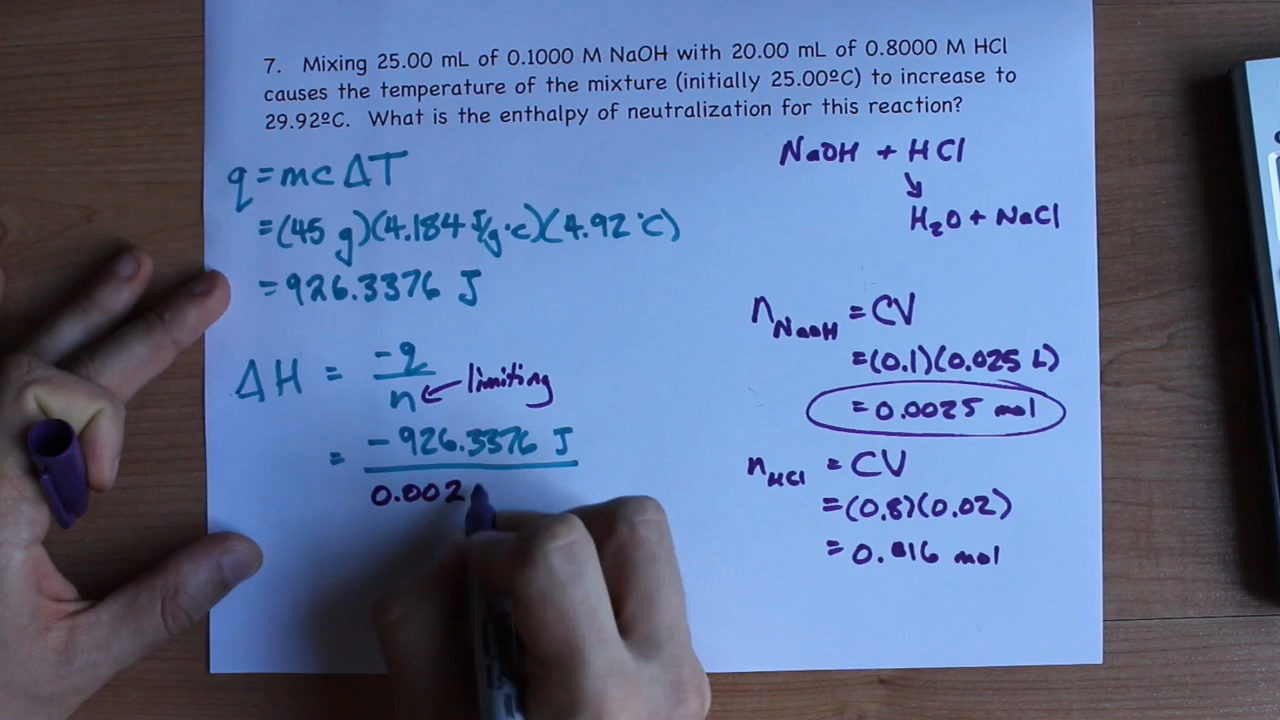 7. Mixing 25.00 mL of 0.1000 M NaOH with 20.00 mL of 0.8000 M HCl
causes the temperature of the mixture (initially 25.00ºC) to increase to
29.92ºC. What is the enthalpy of neutralization for this reaction?
q = mcΔT
= (45 g)(4.184 J/g·°C)(4.92 °C)
= 926.3376 J
ΔH = -q/n ← limiting
= -926.3376 J
0.002
NaOH + HCl
↘
H₂O + NaCl
n NaOH = CV
= (0.1)(0.025 L)
= 0.0025 mol
n HCl = CV
= (0.8)(0.02)
= 0.016 mol